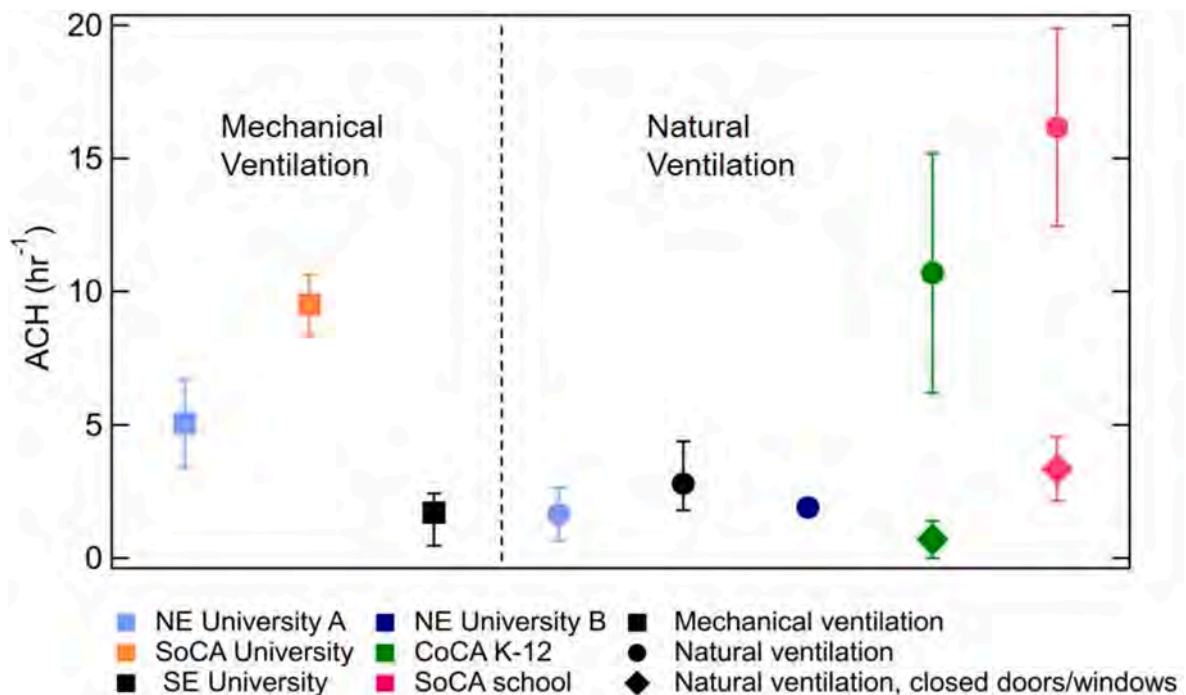 20
15
10
5
0
ACH (hr⁻¹)
Mechanical
Ventilation
Natural
Ventilation
NE University A
NE University B
Mechanical ventilation
SoCA University
CoCA K-12
Natural ventilation
SE University
SoCA school
Natural ventilation, closed doors/windows